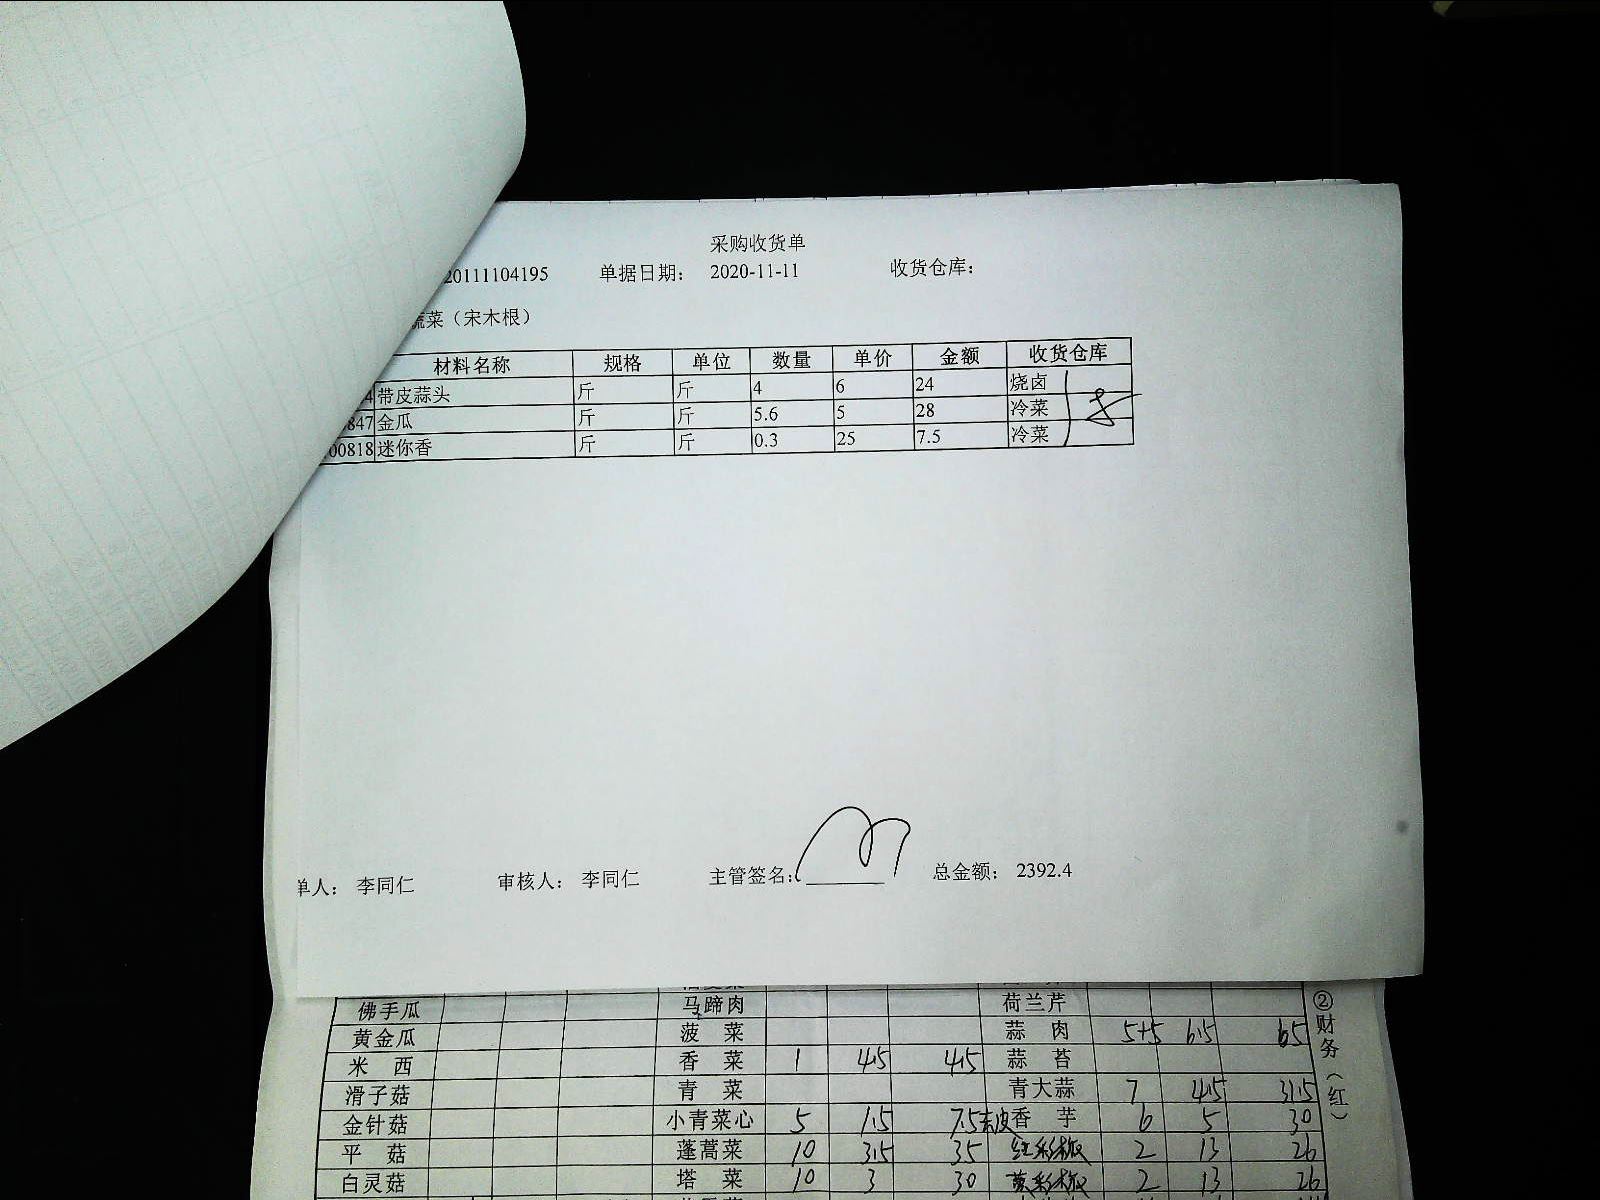 采购收货单
20111104195 单据日期： 2020-11-11 收货仓库：
蔬菜（宋木根）
材料名称 规格 单位 数量 单价 金额 收货仓库
4 带皮蒜头 斤 斤 4 6 24 烧卤
847 金瓜 斤 斤 5.6 5 28 冷菜
00818 迷你香 斤 斤 0.3 25 7.5 冷菜
单人： 李同仁 审核人： 李同仁 主管签名： 总金额： 2392.4
佛手瓜 马蹄肉 荷兰芹
黄金瓜 菠菜 蒜肉 5+5 6.5 65
米西 香菜 1 4.5 4.5 蒜苔
滑子菇 青菜 青大蒜 7 4.5 31.5
金针菇 小青菜心 5 1.5 7.5 去皮香芋 6 5 30
平菇 蓬蒿菜 10 3.5 35 红彩椒 2 13 26
白灵菇 塔菜 10 3 30 黄彩椒 2 13 26
②财务（红）